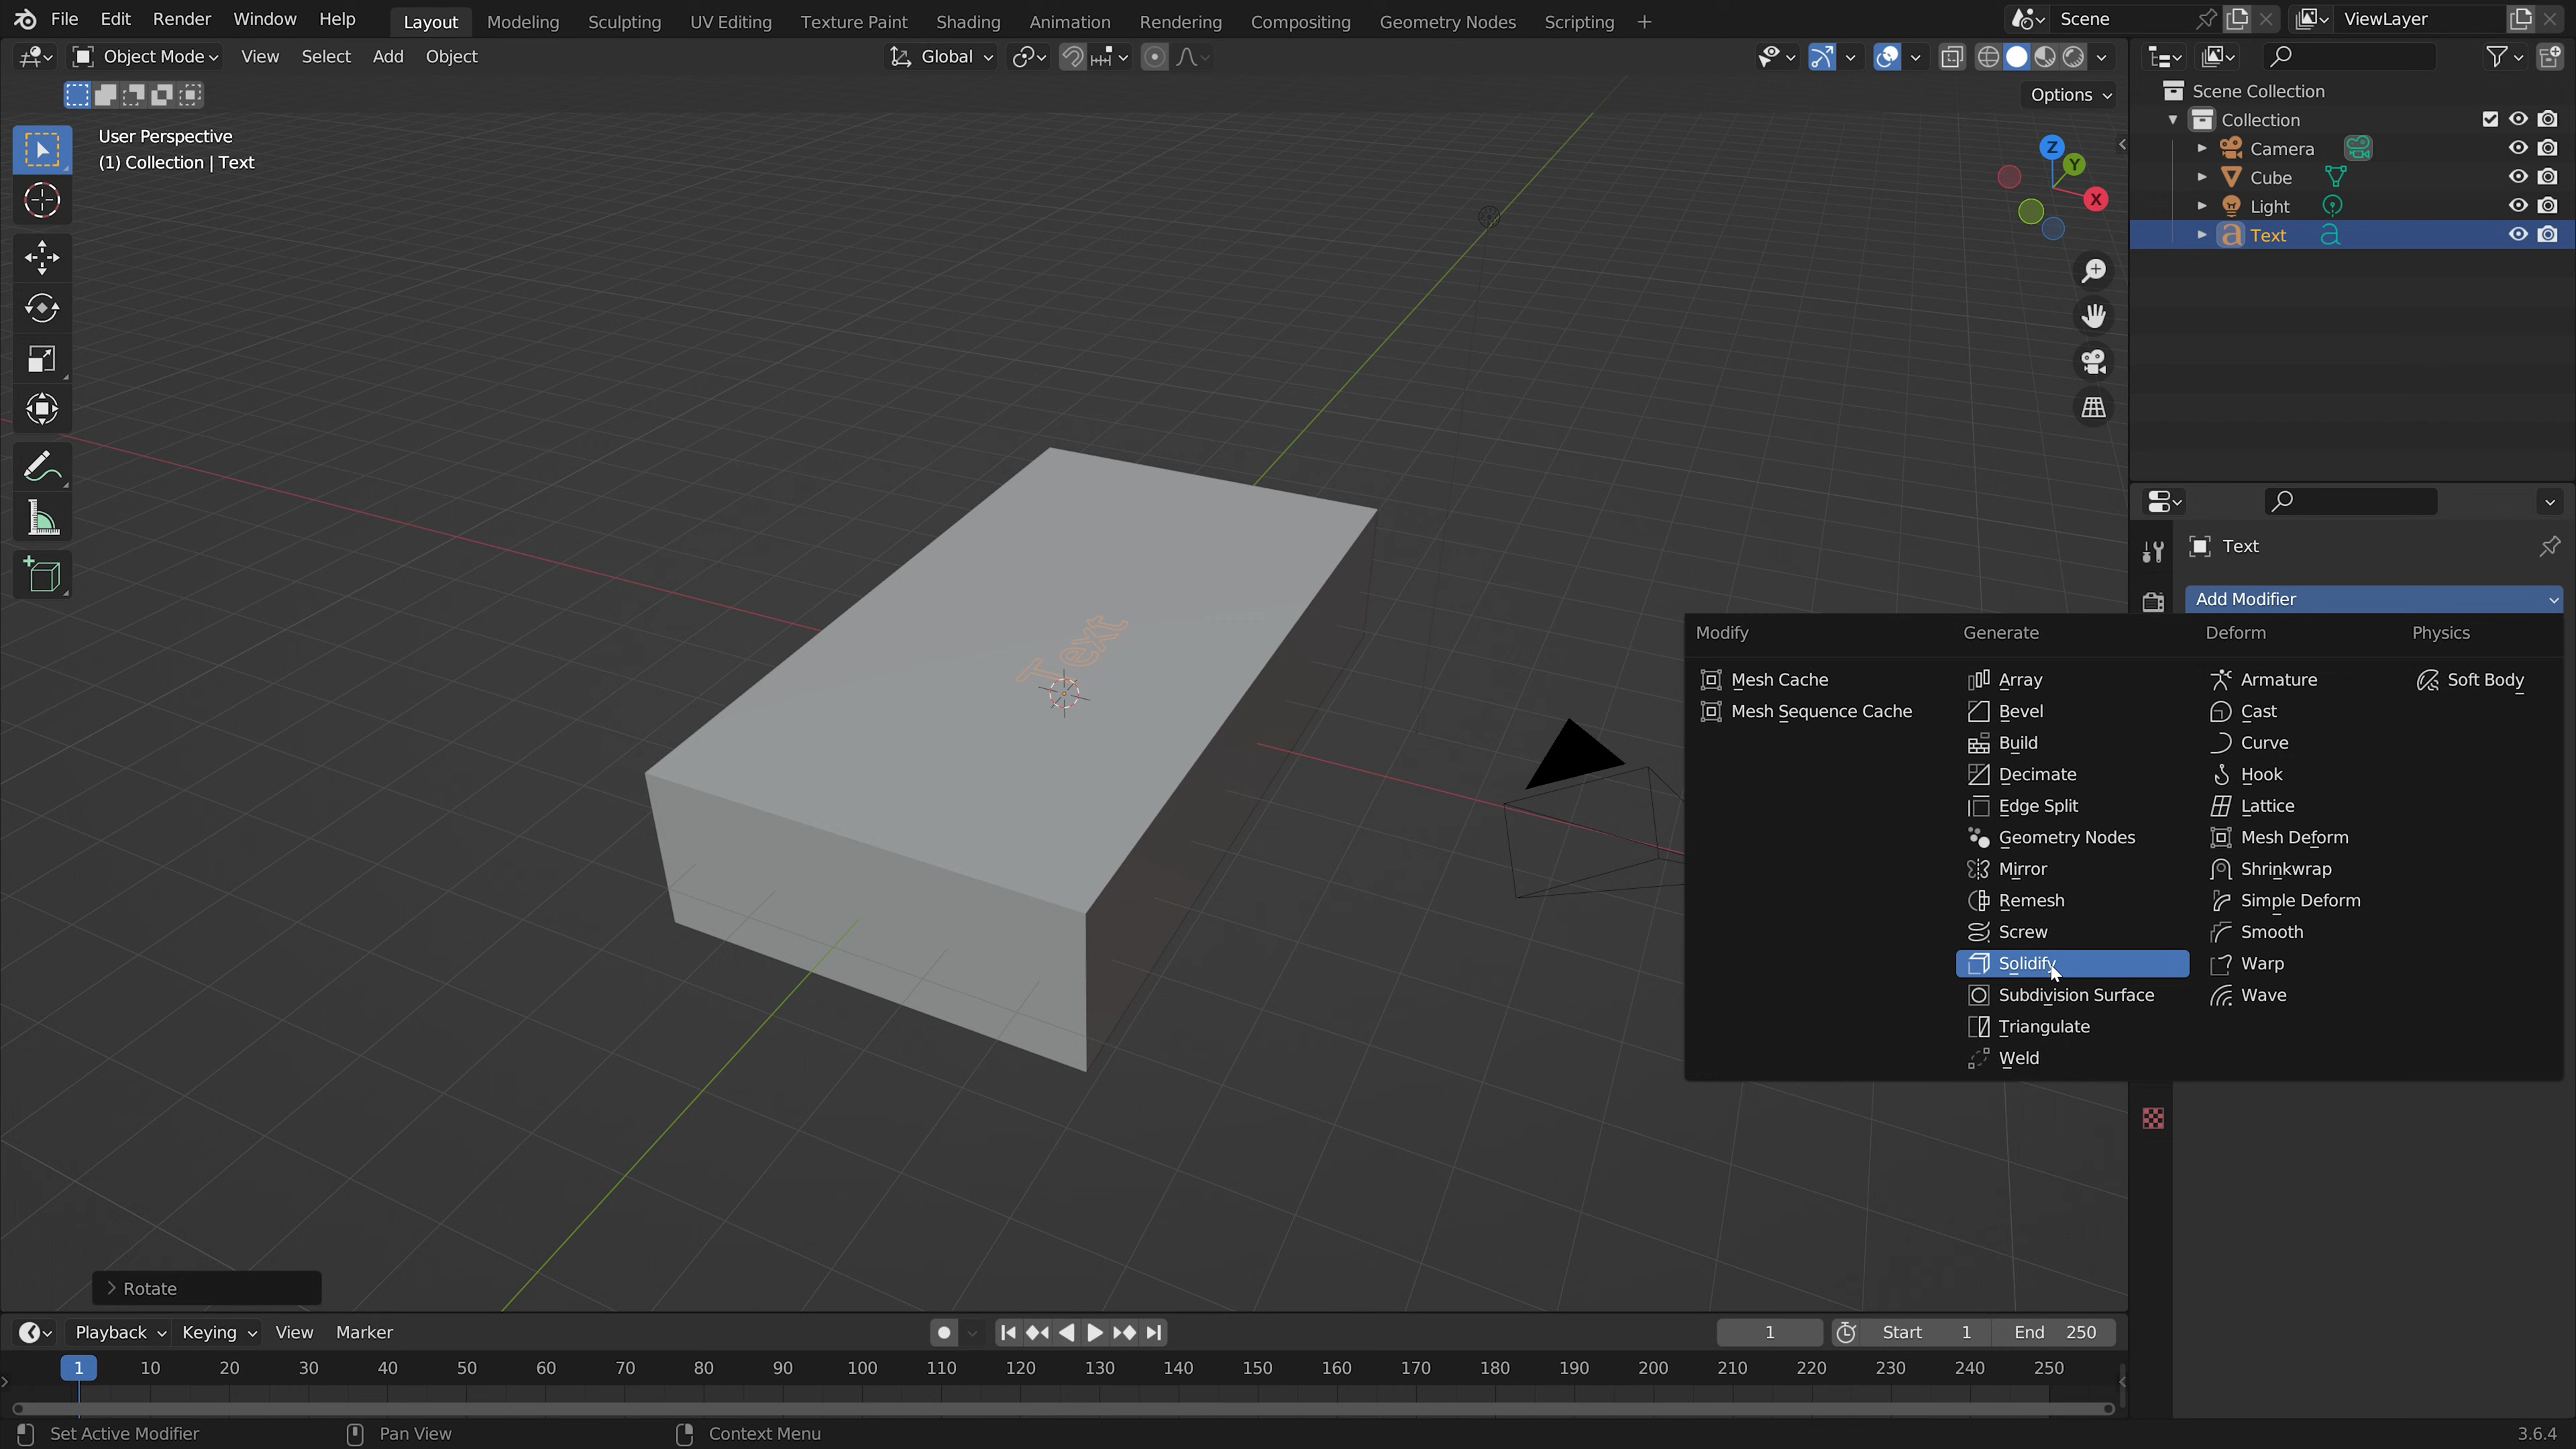 File Edit Render Window Help Layout Modeling Sculpting UV Editing Texture Paint Shading Animation Rendering Compositing Geometry Nodes Scripting + Scene ViewLayer
Object Mode View Select Add Object Global
Options
User Perspective
(1) Collection | Text
Z
Y
X
Scene Collection
Collection
Camera
Cube
Light
Text
Text
Add Modifier
Modify Generate Deform Physics
Mesh Cache Array Armature Soft Body
Mesh Sequence Cache Bevel Cast
Build Curve
Decimate Hook
Edge Split Lattice
Geometry Nodes Mesh Deform
Mirror Shrinkwrap
Remesh Simple Deform
Screw Smooth
Solidify Warp
Subdivision Surface Wave
Triangulate
Weld
Text
Rotate
Playback Keying View Marker 1 Start 1 End 250
1 10 20 30 40 50 60 70 80 90 100 110 120 130 140 150 160 170 180 190 200 210 220 230 240 250
Set Active Modifier Pan View Context Menu 3.6.4